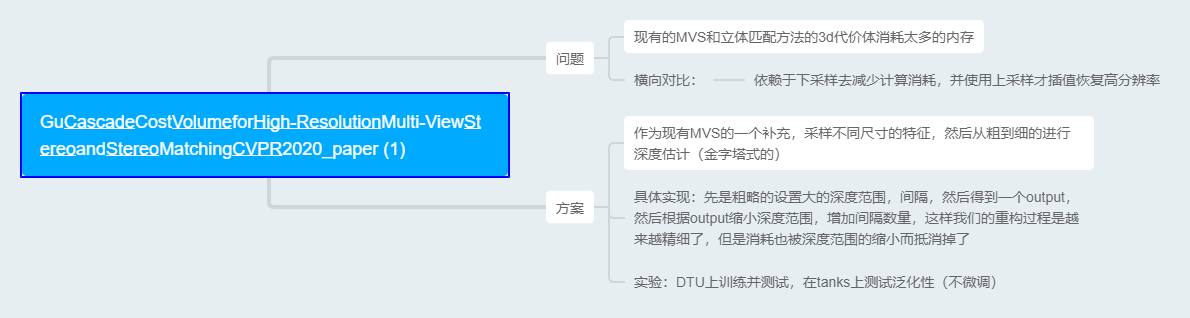 GuCascadeCostVolumeforHigh-ResolutionMulti-ViewSt
ereoandStereoMatchingCVPR2020_paper (1)
问题
现有的MVS和立体匹配方法的3d代价体消耗太多的内存
横向对比：
依赖于下采样去减少计算消耗，并使用上采样才插值恢复高分辨率
方案
作为现有MVS的一个补充，采样不同尺寸的特征，然后从粗到细的进行
深度估计（金字塔式的）
具体实现：先是粗略的设置大的深度范围，间隔，然后得到一个output，
然后根据output缩小深度范围，增加间隔数量，这样我们的重构过程是越
来越精细了，但是消耗也被深度范围的缩小而抵消掉了
实验：DTU上训练并测试，在tanks上测试泛化性（不微调）